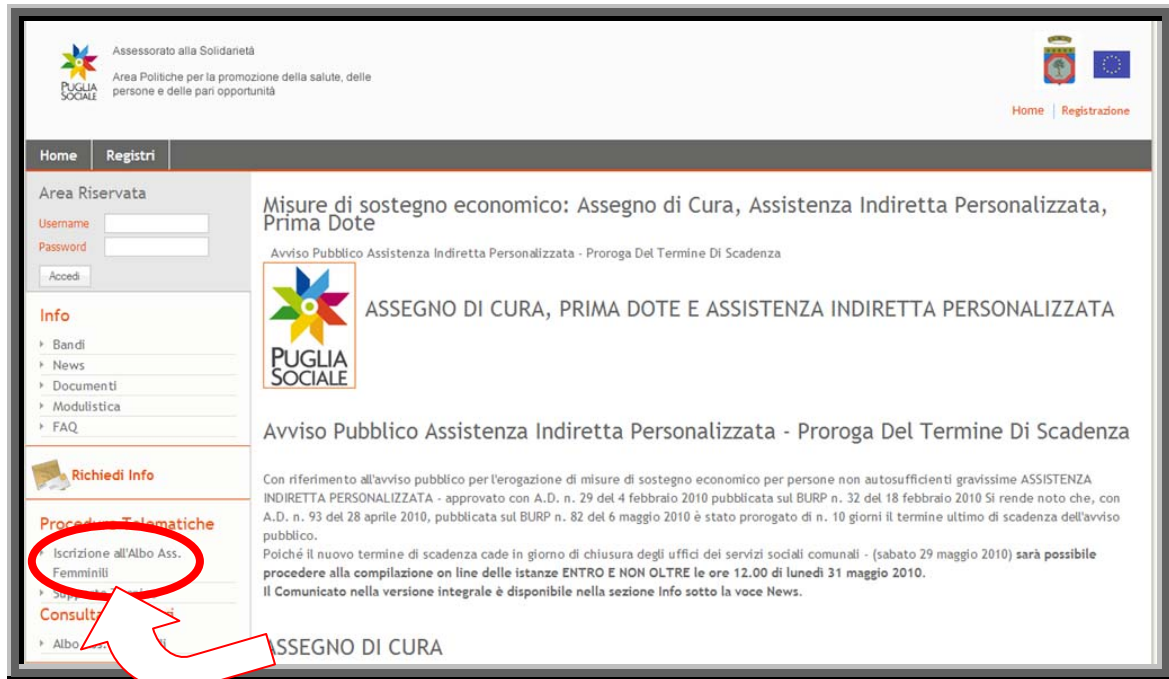 Assessorato alla Solidarietà
Area Politiche per la promozione della salute, delle
persone e delle pari opportunità
PUGLIA
SOCIALE
Home | Registrazione
Home Registri
Area Riservata
Username
Password
Accedi
Info
Bandi
News
Documenti
Modulistica
FAQ
Richiedi Info
Procedure Telematiche
Iscrizione all'Albo Ass.
Femminili
Consulta
Albo
Misure di sostegno economico: Assegno di Cura, Assistenza Indiretta Personalizzata,
Prima Dote
Avviso Pubblico Assistenza Indiretta Personalizzata - Proroga Del Termine Di Scadenza
PUGLIA
SOCIALE
ASSEGNO DI CURA, PRIMA DOTE E ASSISTENZA INDIRETTA PERSONALIZZATA
Avviso Pubblico Assistenza Indiretta Personalizzata - Proroga Del Termine Di Scadenza
Con riferimento all'avviso pubblico per l'erogazione di misure di sostegno economico per persone non autosufficienti gravissime ASSISTENZA
INDIRETTA PERSONALIZZATA - approvato con A.D. n. 29 del 4 febbraio 2010 pubblicata sul BURP n. 32 del 18 febbraio 2010 Si rende noto che, con
A.D. n. 93 del 28 aprile 2010, pubblicata sul BURP n. 82 del 6 maggio 2010 è stato prorogato di n. 10 giorni il termine ultimo di scadenza dell'avviso
pubblico.
Poiché il nuovo termine di scadenza cade in giorno di chiusura degli uffici dei servizi sociali comunali - (sabato 29 maggio 2010) sarà possibile
procedere alla compilazione on line delle istanze ENTRO E NON OLTRE le ore 12.00 di lunedì 31 maggio 2010.
Il Comunicato nella versione integrale è disponibile nella sezione Info sotto la voce News.
ASSEGNO DI CURA